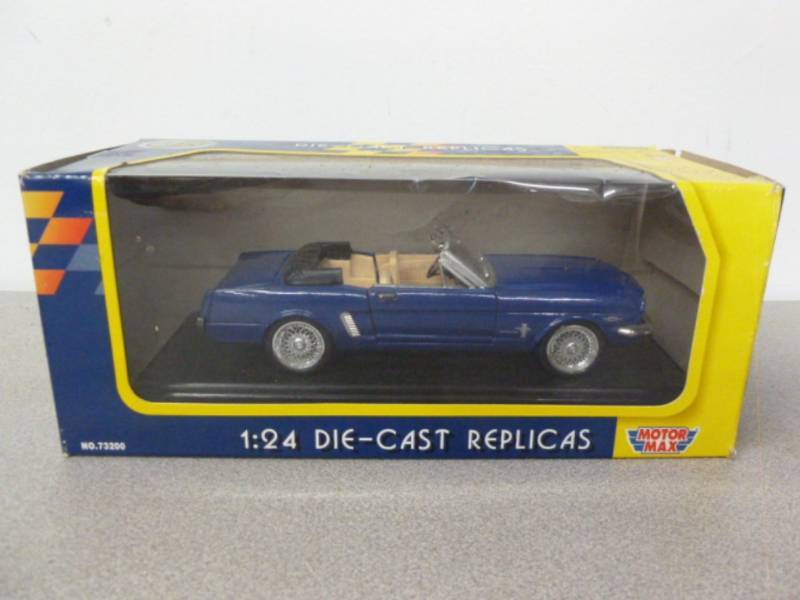 DIE-CAST REPLICAS
NO.73200
1:24 DIE-CAST REPLICAS
MOTOR
MAX